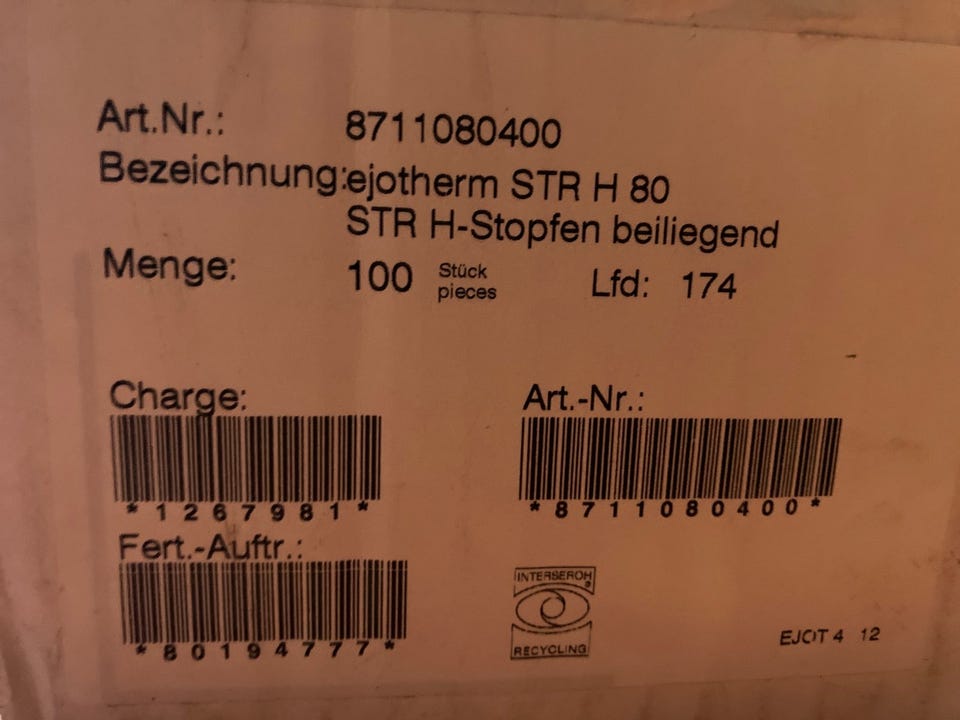 Art.Nr.: 8711080400
Bezeichnung:ejotherm STR H 80
STR H-Stopfen beiliegend
Menge: 100 Stück pieces Lfd: 174
Charge: Art.-Nr.:
*1267981* *8711080400*
Fert.-Auftr.:
*80194777*
INTERSEROH
RECYCLING
EJOT 4 12